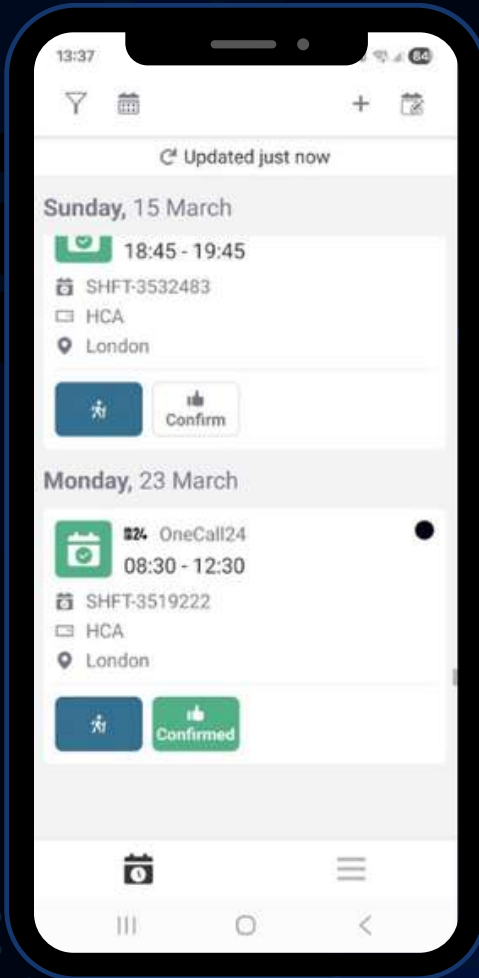 13:37
84
Updated just now
Sunday, 15 March
18:45 - 19:45
SHFT-3532483
HCA
London
Confirm
Monday, 23 March
OneCall24
08:30 - 12:30
SHFT-3519222
HCA
London
Confirmed